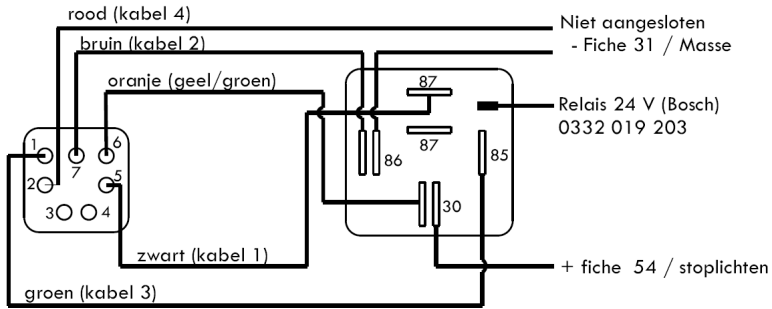 rood (kabel 4)
Niet aangesloten
bruin (kabel 2)
- Fiche 31 / Masse
oranje (geel/groen)
87
Relais 24 V (Bosch)
0332 019 203
1
7
6
87
86
85
2
5
3
4
30
zwart (kabel 1)
+ fiche 54 / stoplichten
groen (kabel 3)